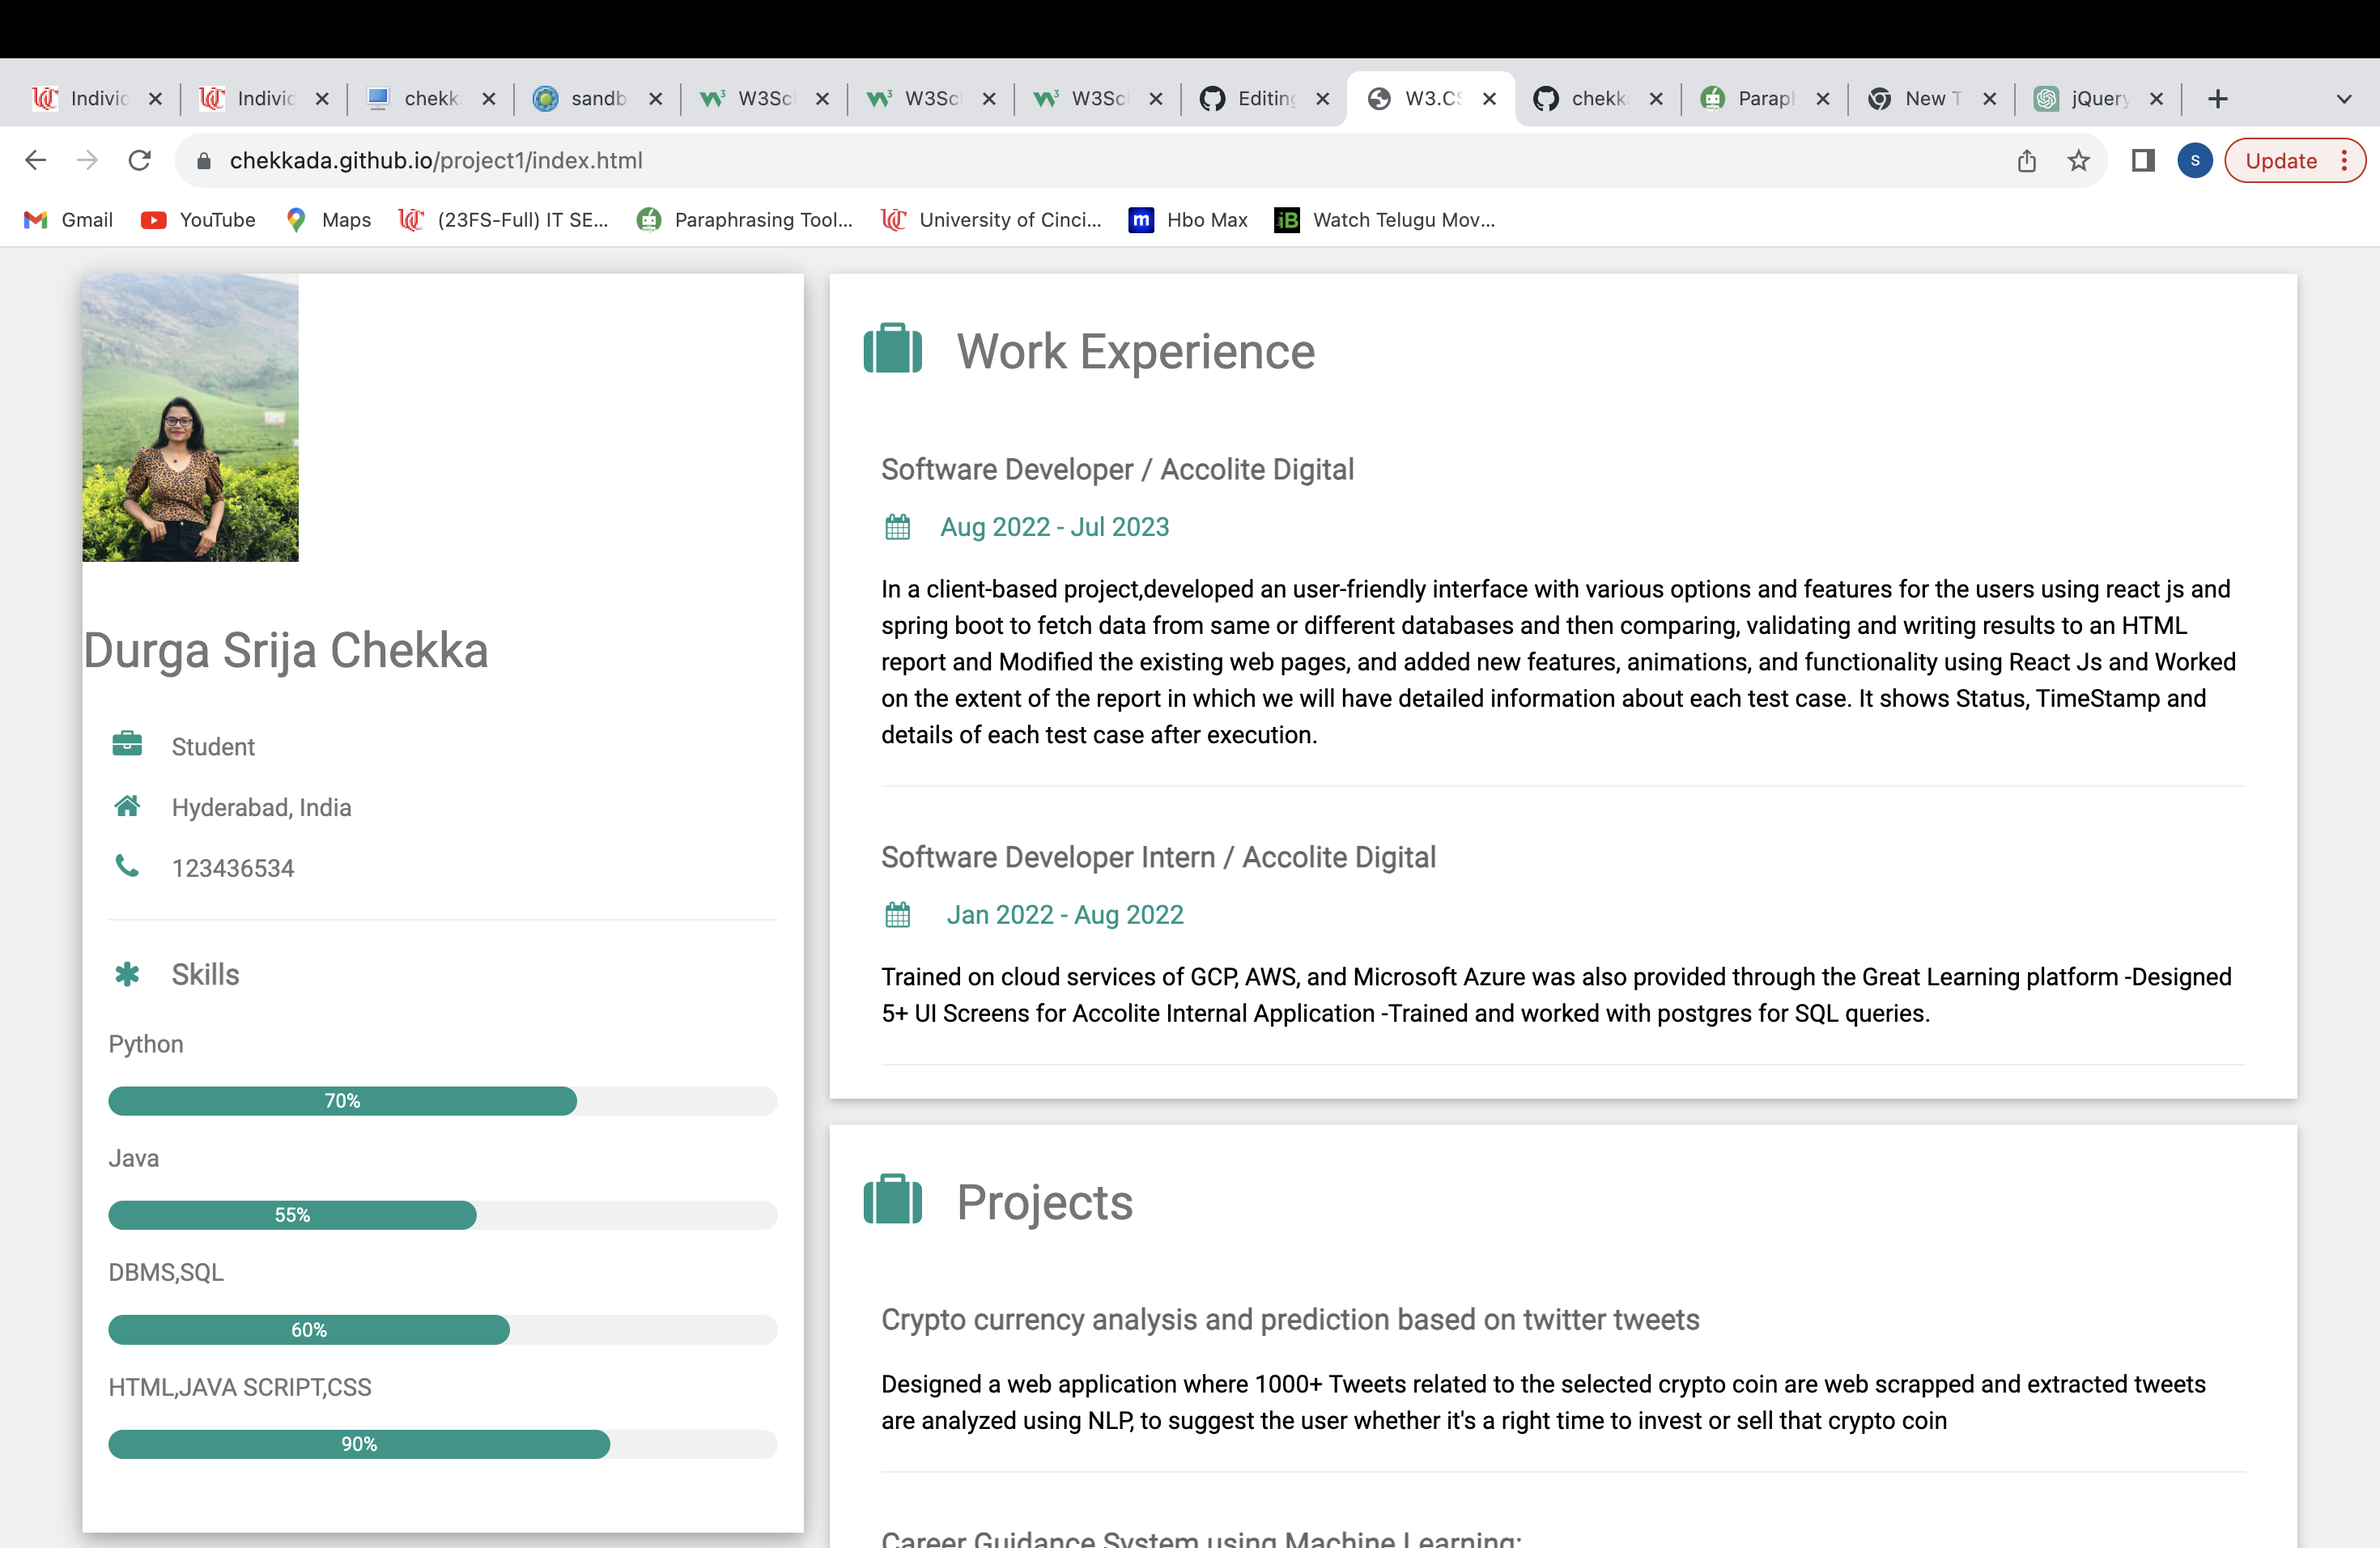 Indivic
Indivic
chekk
sandb
W3Sc
W3Sc
W3Sc
Editing
W3.CS
chekk
Parap
New T
jQuery
chekkada.github.io/project1/index.html
S
Update
Gmail
YouTube
Maps
(23FS-Full) IT SE...
Paraphrasing Tool...
University of Cinci...
m
Hbo Max
iB
Watch Telugu Mov...
Durga Srija Chekka
Student
Hyderabad, India
123436534
Skills
Python
70%
Java
55%
DBMS,SQL
60%
HTML,JAVA SCRIPT,CSS
90%
Work Experience
Software Developer / Accolite Digital
Aug 2022 - Jul 2023
In a client-based project,developed an user-friendly interface with various options and features for the users using react js and
spring boot to fetch data from same or different databases and then comparing, validating and writing results to an HTML
report and Modified the existing web pages, and added new features, animations, and functionality using React Js and Worked
on the extent of the report in which we will have detailed information about each test case. It shows Status, TimeStamp and
details of each test case after execution.
Software Developer Intern / Accolite Digital
Jan 2022 - Aug 2022
Trained on cloud services of GCP, AWS, and Microsoft Azure was also provided through the Great Learning platform -Designed
5+ UI Screens for Accolite Internal Application -Trained and worked with postgres for SQL queries.
Projects
Crypto currency analysis and prediction based on twitter tweets
Designed a web application where 1000+ Tweets related to the selected crypto coin are web scrapped and extracted tweets
are analyzed using NLP, to suggest the user whether it's a right time to invest or sell that crypto coin
Career Guidance System using Machine Learning: